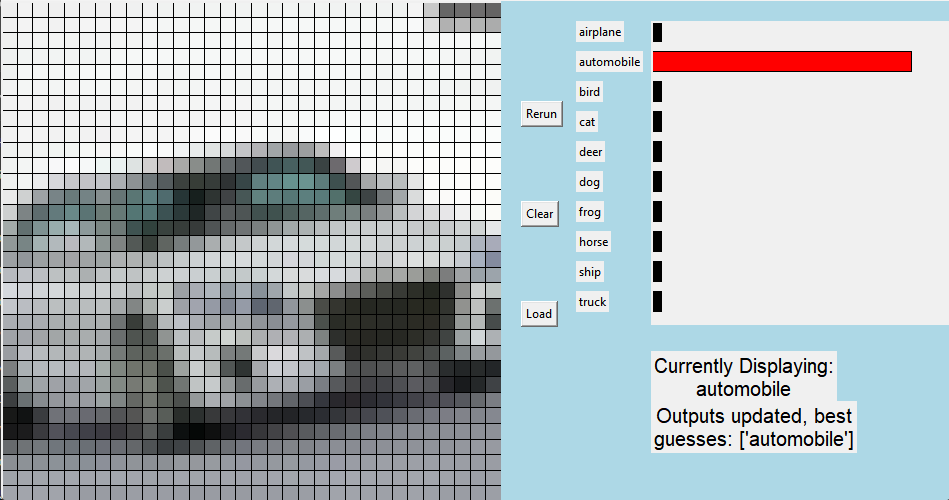 airplane
automobile
bird
Rerun
cat
deer
dog
Clear
frog
horse
ship
Load
truck
Currently Displaying:
automobile
Outputs updated, best
guesses: ['automobile']